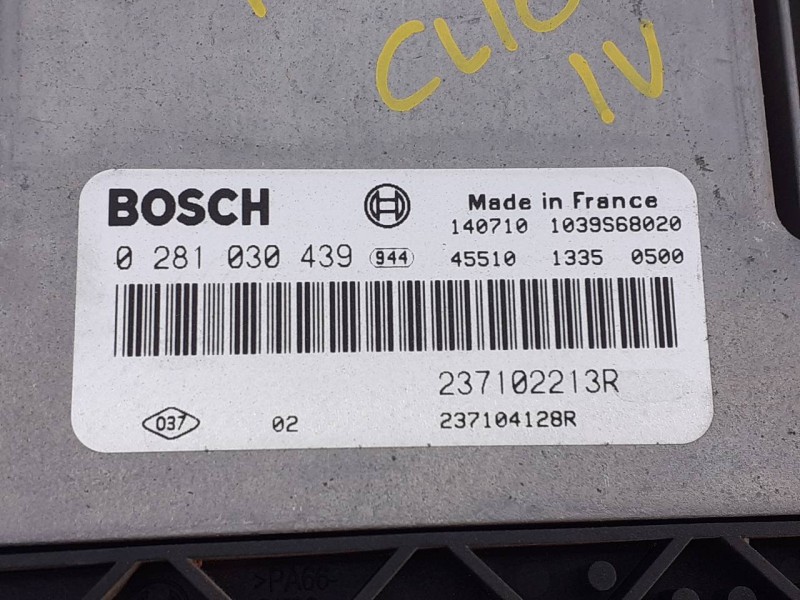 CLIO
IV
BOSCH
Made in France
140710 1039S68020
0 281 030 439 944 45510 1335 0500
237102213R
037 02 237104128R
>PA66-